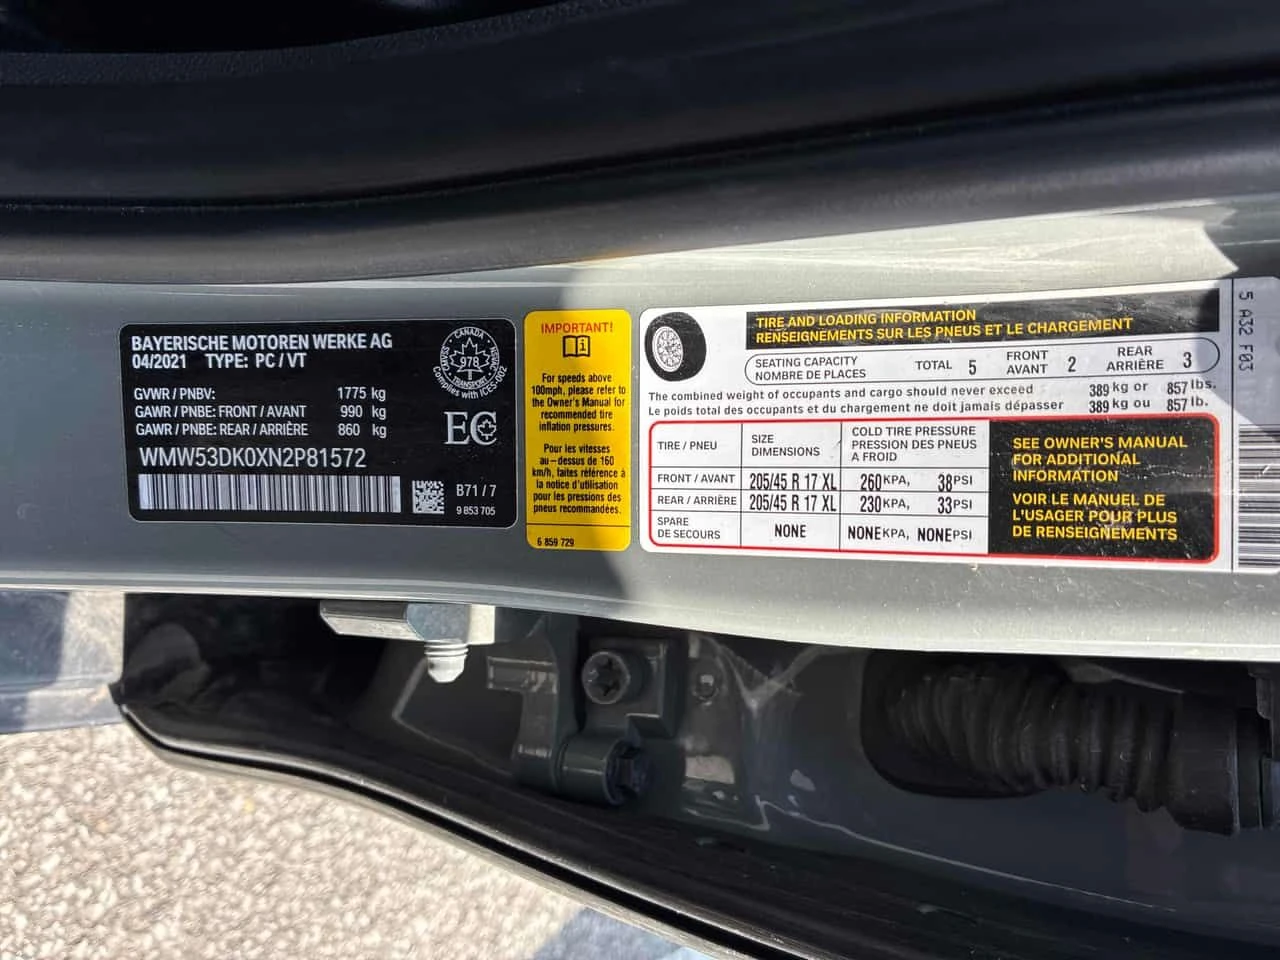 BAYERISCHE MOTOREN WERKE AG
04/2021 TYPE: PC / VT
GVWR / PNBV: 1775 kg
GAWR / PNBE: FRONT / AVANT 990 kg
GAWR / PNBE: REAR / ARRIÈRE 860 kg
WMW53DK0XN2P81572
CANADA
978
TRANSPORT
Complies with ICES-002
EC
B71 / 7
9 853 705
IMPORTANT!
For speeds above
100mph, please refer to
the Owner's Manual for
recommended tire
inflation pressures.
Pour les vitesses
au-dessus de 160
km/h, faites référence à
la notice d'utilisation
pour les pressions des
pneus recommandées.
6 859 729
TIRE AND LOADING INFORMATION
RENSEIGNEMENTS SUR LES PNEUS ET LE CHARGEMENT
SEATING CAPACITY
NOMBRE DE PLACES
TOTAL 5
FRONT
AVANT 2
REAR
ARRIÈRE 3
The combined weight of occupants and cargo should never exceed 389 kg or 857 lbs.
Le poids total des occupants et du chargement ne doit jamais dépasser 389 kg ou 857 lb.
TIRE / PNEU
SIZE
DIMENSIONS
COLD TIRE PRESSURE
PRESSION DES PNEUS
A FROID
FRONT / AVANT 205/45 R 17 XL 260 KPA, 38 PSI
REAR / ARRIÈRE 205/45 R 17 XL 230 KPA, 33 PSI
SPARE
DE SECOURS
NONE NONE KPA, NONE PSI
SEE OWNER'S MANUAL
FOR ADDITIONAL
INFORMATION
VOIR LE MANUEL DE
L'USAGER POUR PLUS
DE RENSEIGNEMENTS
5 A32 F03